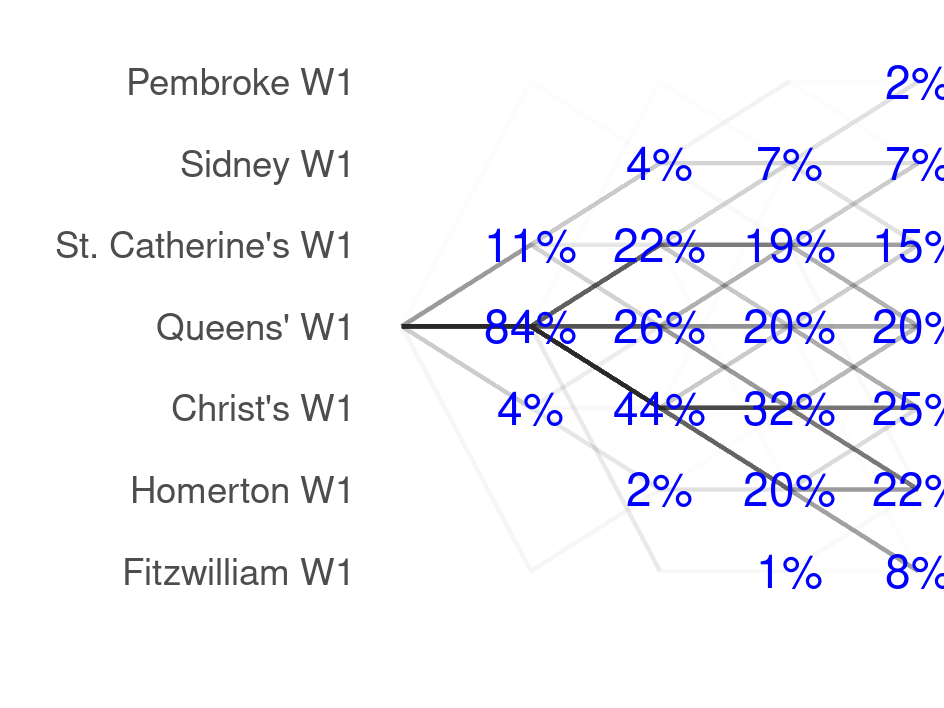 Pembroke W1 2%
Sidney W1 4% 7% 7%
St. Catherine's W1 11% 22% 19% 15%
Queens' W1 84% 26% 20% 20%
Christ's W1 4% 44% 32% 25%
Homerton W1 2% 20% 22%
Fitzwilliam W1 1% 8%